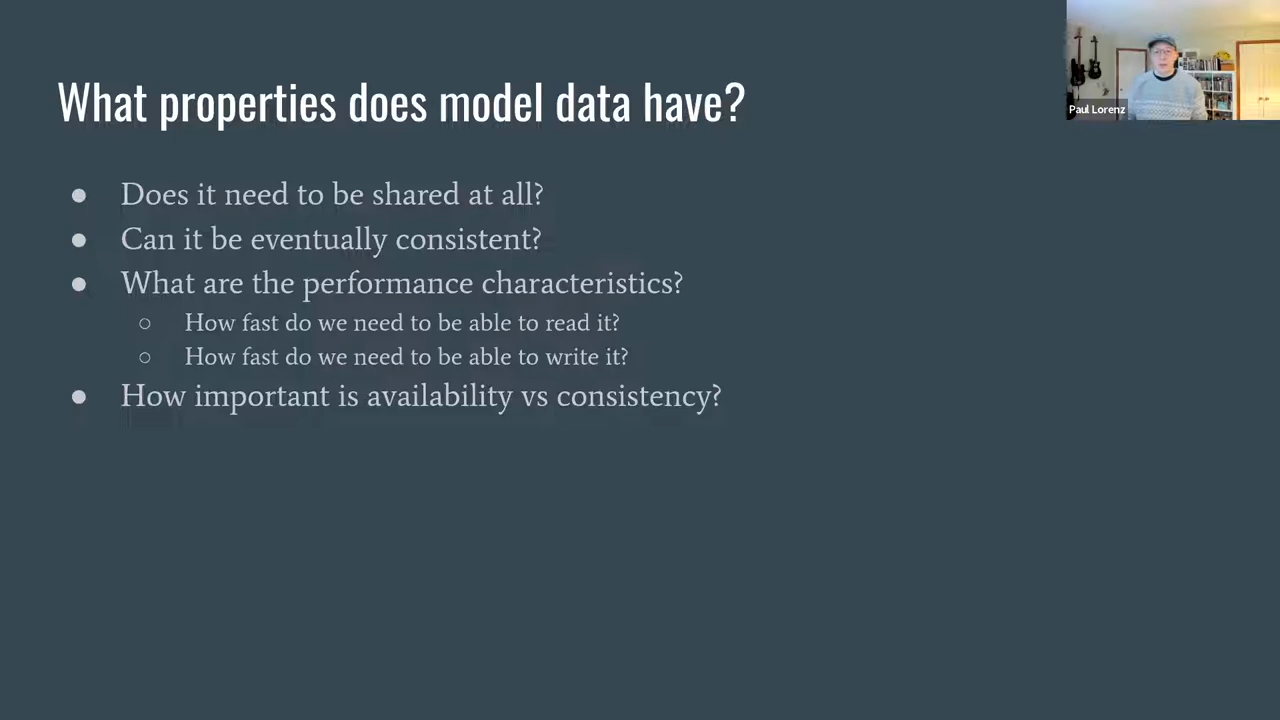 What properties does model data have?
● Does it need to be shared at all?
● Can it be eventually consistent?
● What are the performance characteristics?
○ How fast do we need to be able to read it?
○ How fast do we need to be able to write it?
● How important is availability vs consistency?
Paul Lorenz